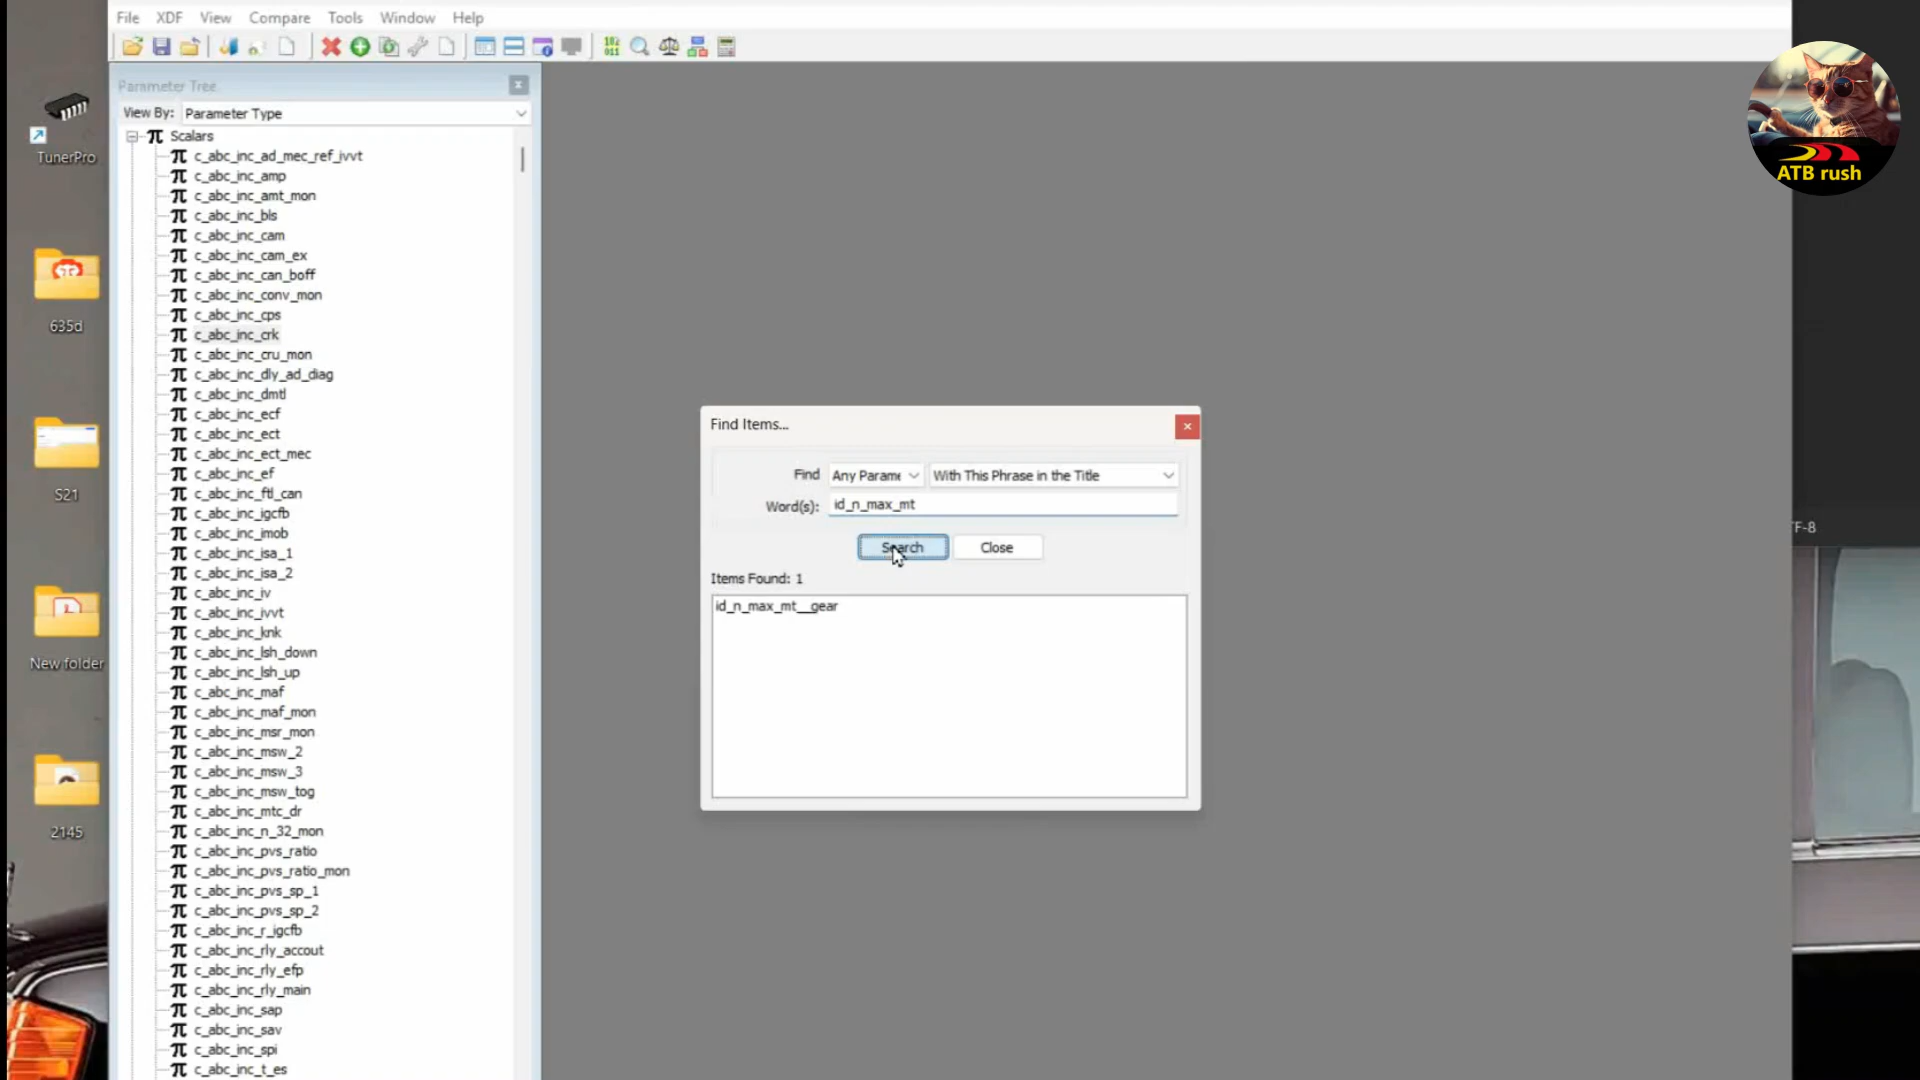 File XDF View Compare Tools Window Help
Parameter Tree
View By: Parameter Type
Scalars
c_abc_inc_ad_mec_ref_ivvt
c_abc_inc_amp
c_abc_inc_amt_mon
c_abc_inc_bls
c_abc_inc_cam
c_abc_inc_cam_ex
c_abc_inc_can_boff
c_abc_inc_conv_mon
c_abc_inc_cps
c_abc_inc_crk
c_abc_inc_cru_mon
c_abc_inc_dly_ad_diag
c_abc_inc_dmtl
c_abc_inc_ecf
c_abc_inc_ect
c_abc_inc_ect_mec
c_abc_inc_ef
c_abc_inc_ftl_can
c_abc_inc_igcfb
c_abc_inc_imob
c_abc_inc_isa_1
c_abc_inc_isa_2
c_abc_inc_iv
c_abc_inc_ivvt
c_abc_inc_knk
c_abc_inc_lsh_down
c_abc_inc_lsh_up
c_abc_inc_maf
c_abc_inc_maf_mon
c_abc_inc_msr_mon
c_abc_inc_msw_2
c_abc_inc_msw_3
c_abc_inc_msw_tog
c_abc_inc_mtc_dr
c_abc_inc_n_32_mon
c_abc_inc_pvs_ratio
c_abc_inc_pvs_ratio_mon
c_abc_inc_pvs_sp_1
c_abc_inc_pvs_sp_2
c_abc_inc_r_igcfb
c_abc_inc_rly_accout
c_abc_inc_rly_efp
c_abc_inc_rly_main
c_abc_inc_sap
c_abc_inc_sav
c_abc_inc_spi
c_abc_inc_t_es
TunerPro
635d
S21
New folder
2145
Find Items...
Find Any Parame With This Phrase in the Title
Word(s): id_n_max_mt
Search Close
Items Found: 1
id_n_max_mt__gear
ATB rush
TF-8